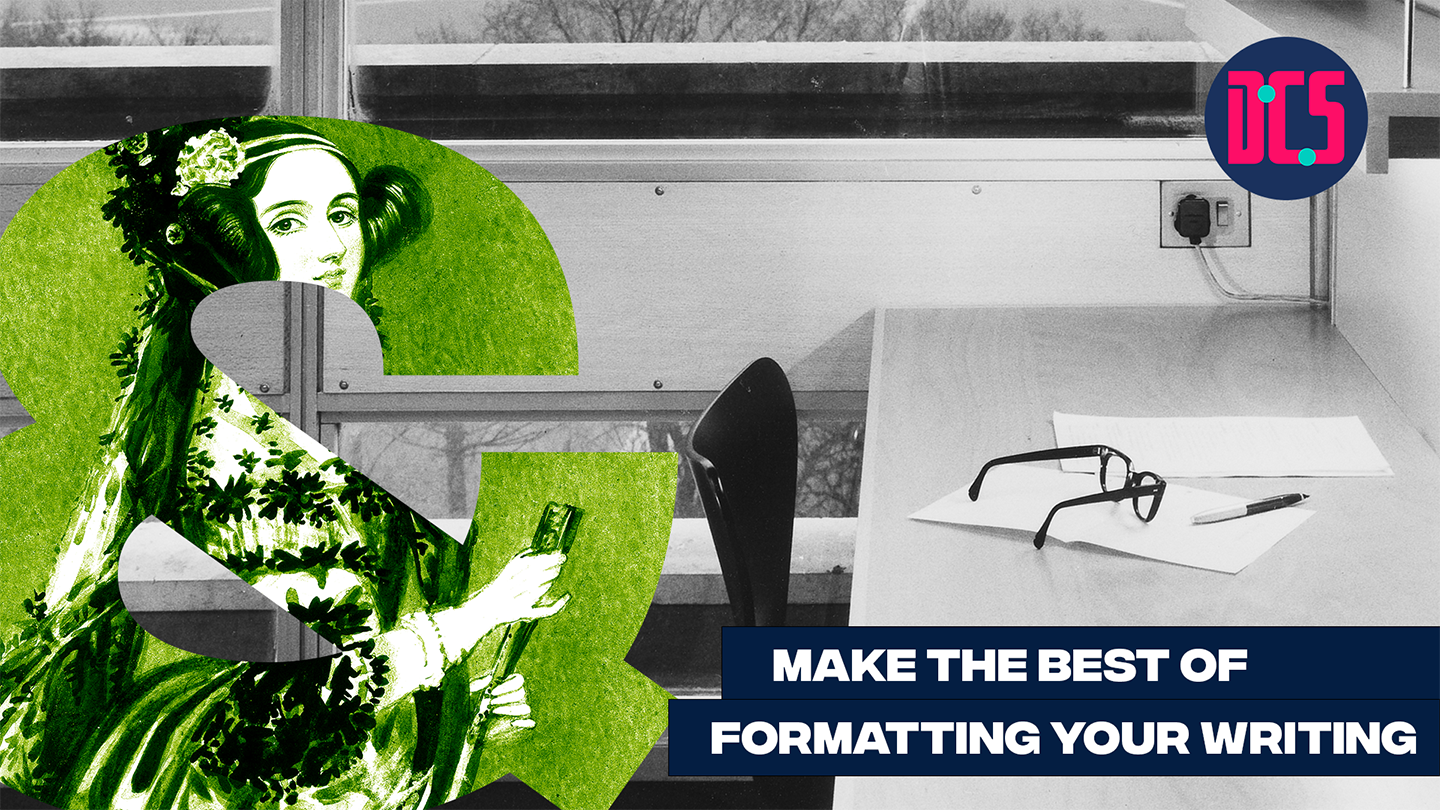 DCS
&
MAKE THE BEST OF
FORMATTING YOUR WRITING